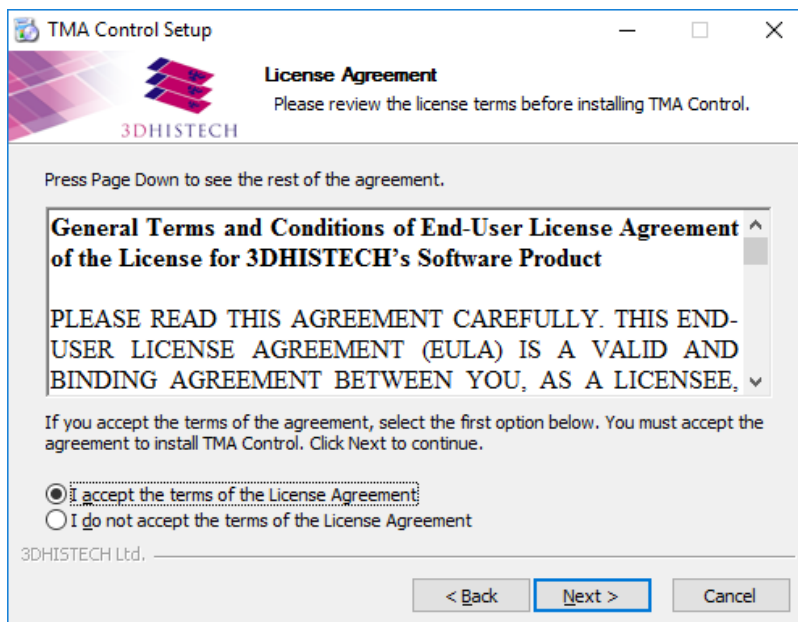 TMA Control Setup
License Agreement
Please review the license terms before installing TMA Control.
3DHISTECH
Press Page Down to see the rest of the agreement.
General Terms and Conditions of End-User License Agreement
of the License for 3DHISTECH's Software Product
PLEASE READ THIS AGREEMENT CAREFULLY. THIS END-
USER LICENSE AGREEMENT (EULA) IS A VALID AND
BINDING AGREEMENT BETWEEN YOU, AS A LICENSEE,
If you accept the terms of the agreement, select the first option below. You must accept the
agreement to install TMA Control. Click Next to continue.
I accept the terms of the License Agreement
I do not accept the terms of the License Agreement
3DHISTECH Ltd.
< Back Next > Cancel